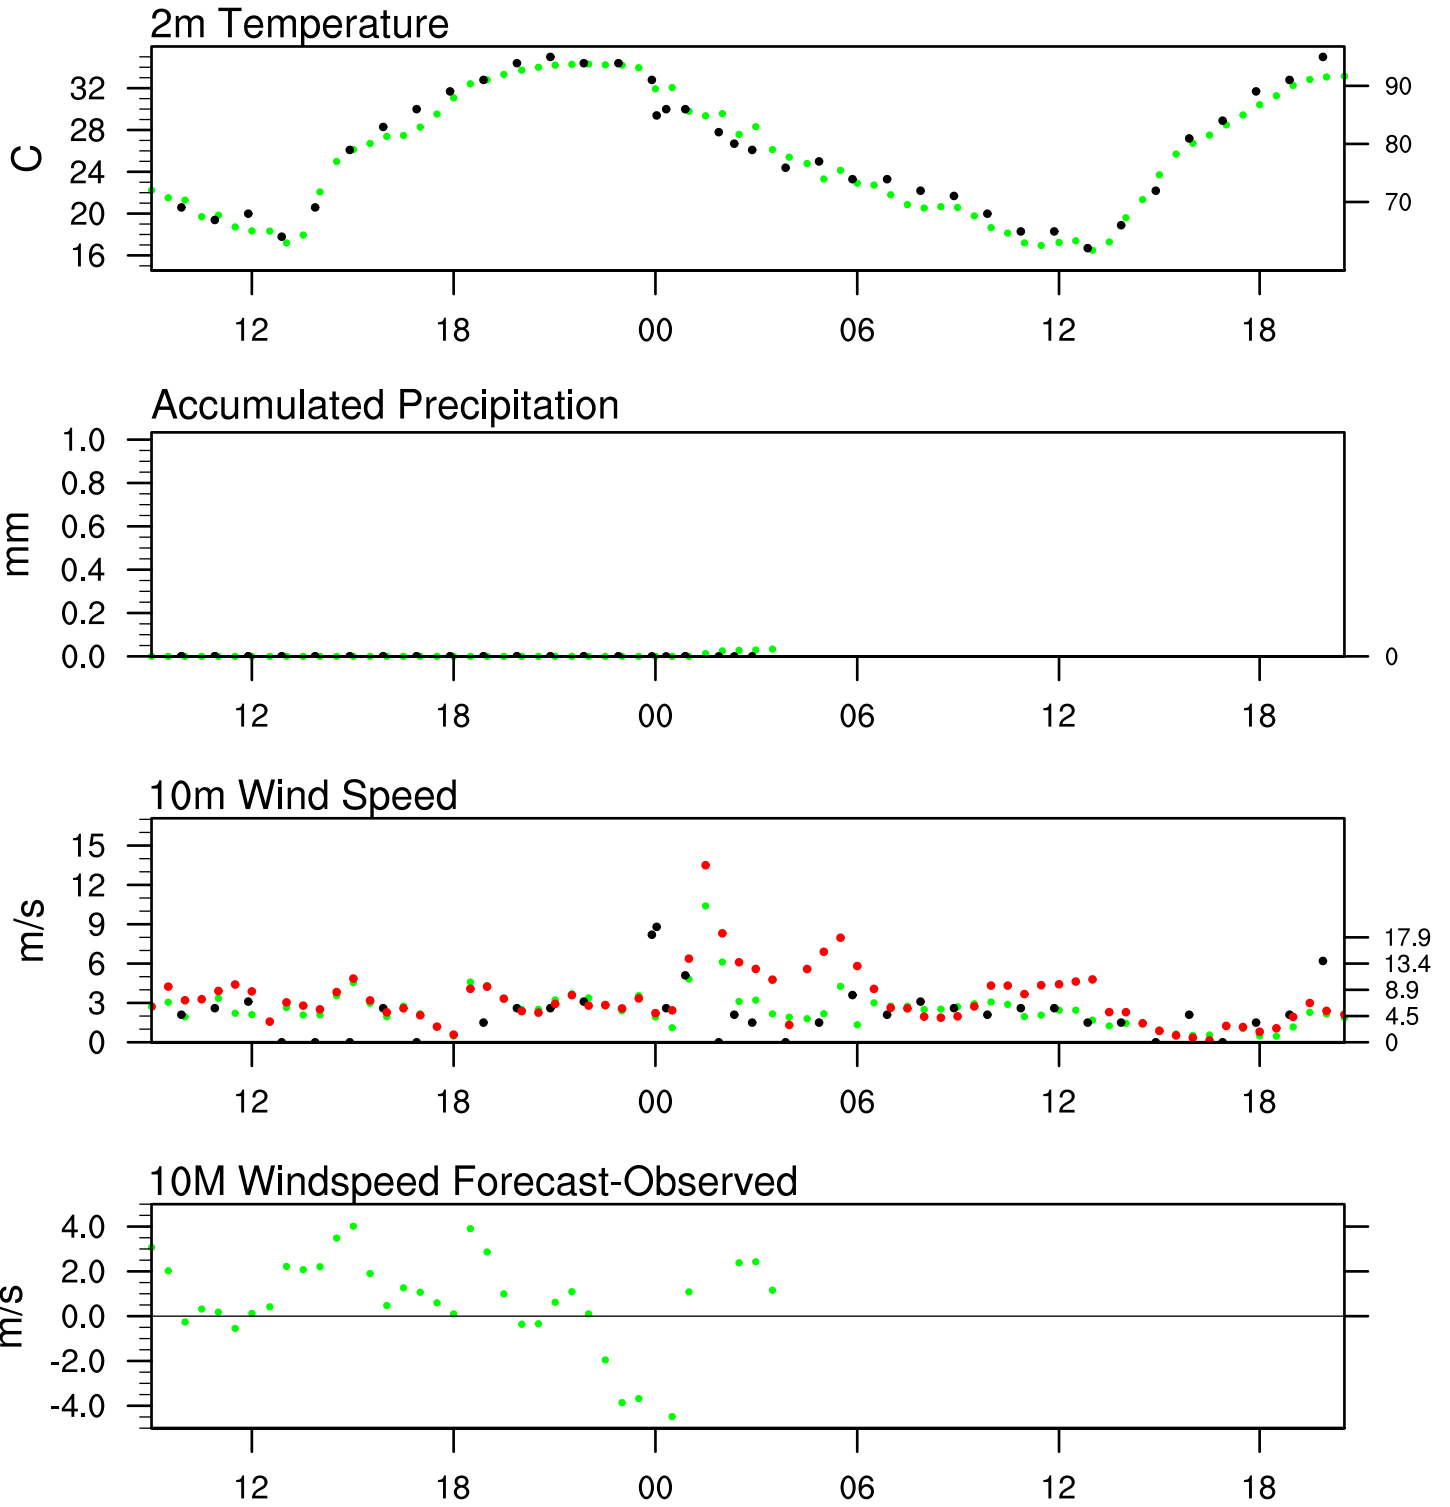 2m Temperature
C
32
28
24
20
16
90
80
70
12 18 00 06 12 18
Accumulated Precipitation
mm
1.0
0.8
0.6
0.4
0.2
0.0
0
12 18 00 06 12 18
10m Wind Speed
m/s
15
12
9
6
3
0
17.9
13.4
8.9
4.5
0
12 18 00 06 12 18
10M Windspeed Forecast-Observed
m/s
4.0
2.0
0.0
-2.0
-4.0
12 18 00 06 12 18